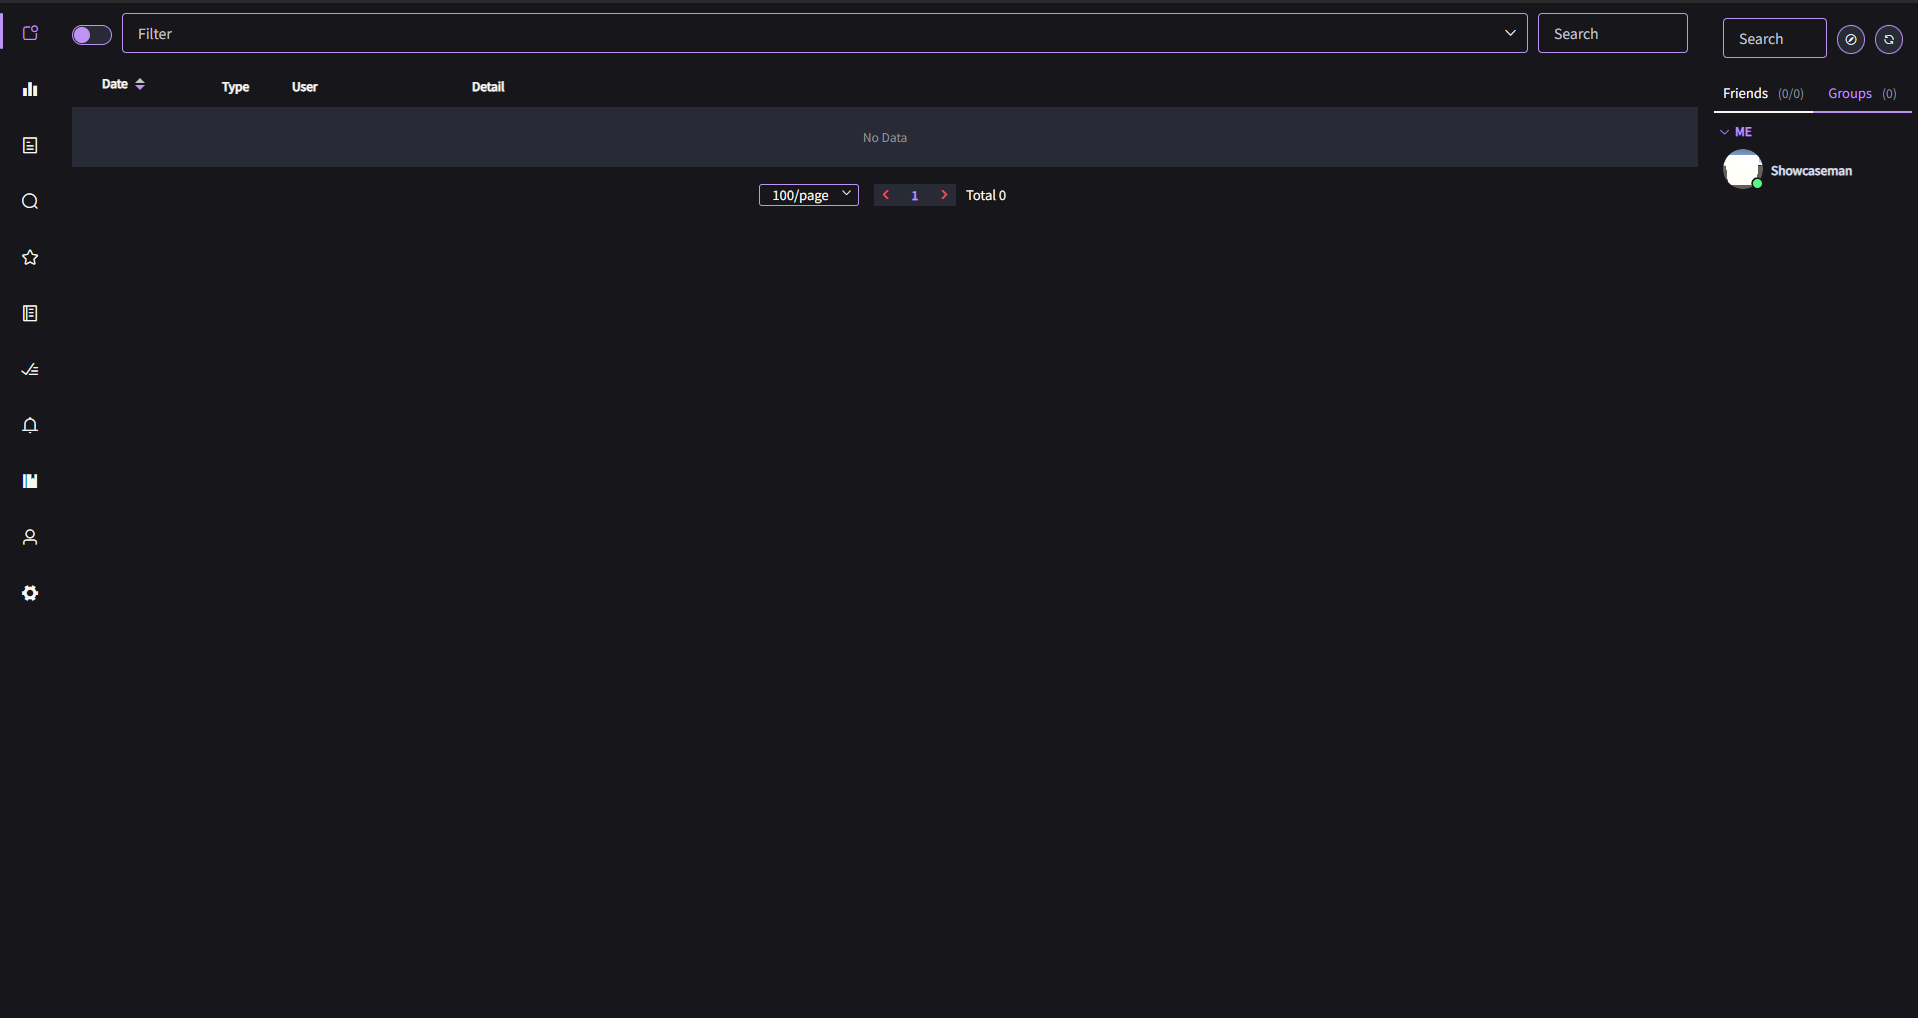 Filter
Search
Search
Date
Type
User
Detail
Friends (0/0)
Groups (0)
ME
No Data
Showcaseman
100/page
1
Total 0